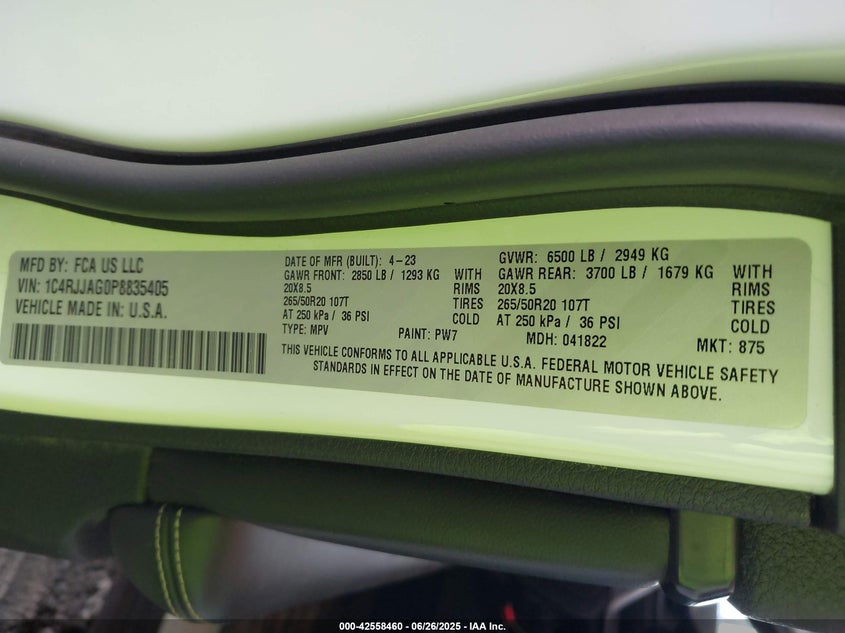 MFD BY: FCA US LLC
VIN: 1C4RJJAG0P8835405
VEHICLE MADE IN: U.S.A.
DATE OF MFR (BUILT): 4-23
GAWR FRONT: 2850 LB / 1293 KG WITH
20X8.5 RIMS
265/50R20 107T TIRES
AT 250 kPa / 36 PSI COLD
TYPE: MPV PAINT: PW7
GVWR: 6500 LB / 2949 KG
GAWR REAR: 3700 LB / 1679 KG WITH
20X8.5 RIMS
265/50R20 107T TIRES
AT 250 kPa / 36 PSI COLD
MDH: 041822 MKT: 875
THIS VEHICLE CONFORMS TO ALL APPLICABLE U.S.A. FEDERAL MOTOR VEHICLE SAFETY
STANDARDS IN EFFECT ON THE DATE OF MANUFACTURE SHOWN ABOVE.
000-42558460 - 06/26/2025 - IAA Inc.